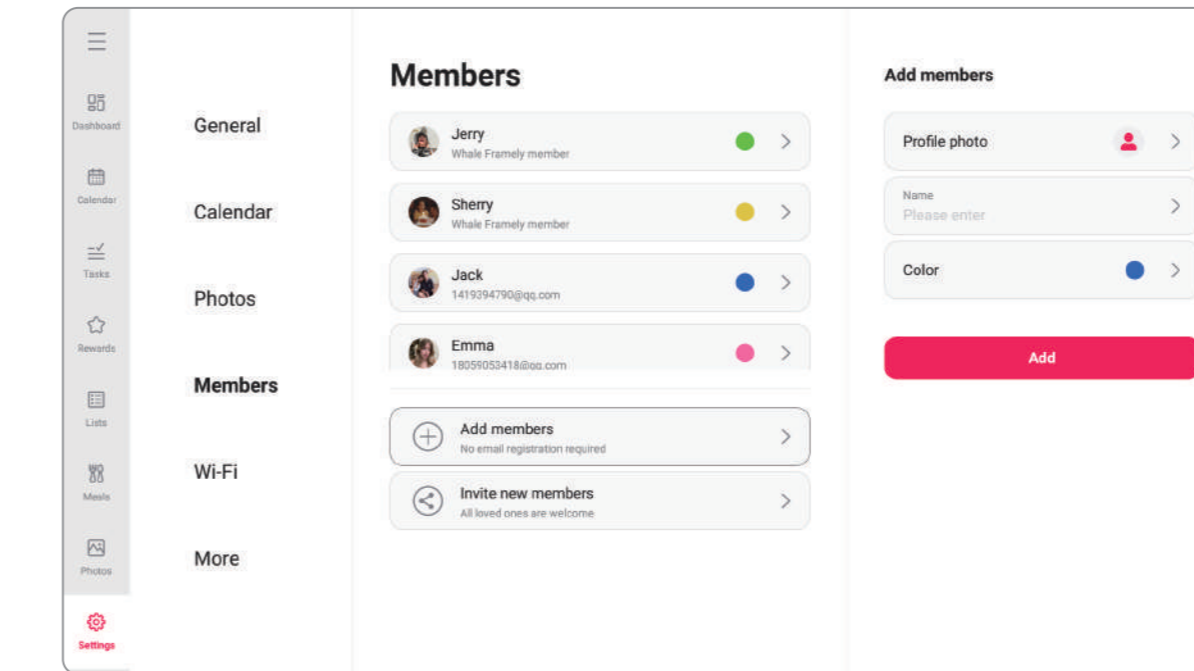 Dashboard
Calendar
Tasks
Rewards
Lists
Meals
Photos
Settings
General
Calendar
Photos
Members
Wi-Fi
More
Members
Jerry
Whale Framely member
Sherry
Whale Framely member
Jack
1419394790@qq.com
Emma
18059053418@qq.com
Add members
No email registration required
Invite new members
All loved ones are welcome
Add members
Profile photo
Name
Please enter
Color
Add